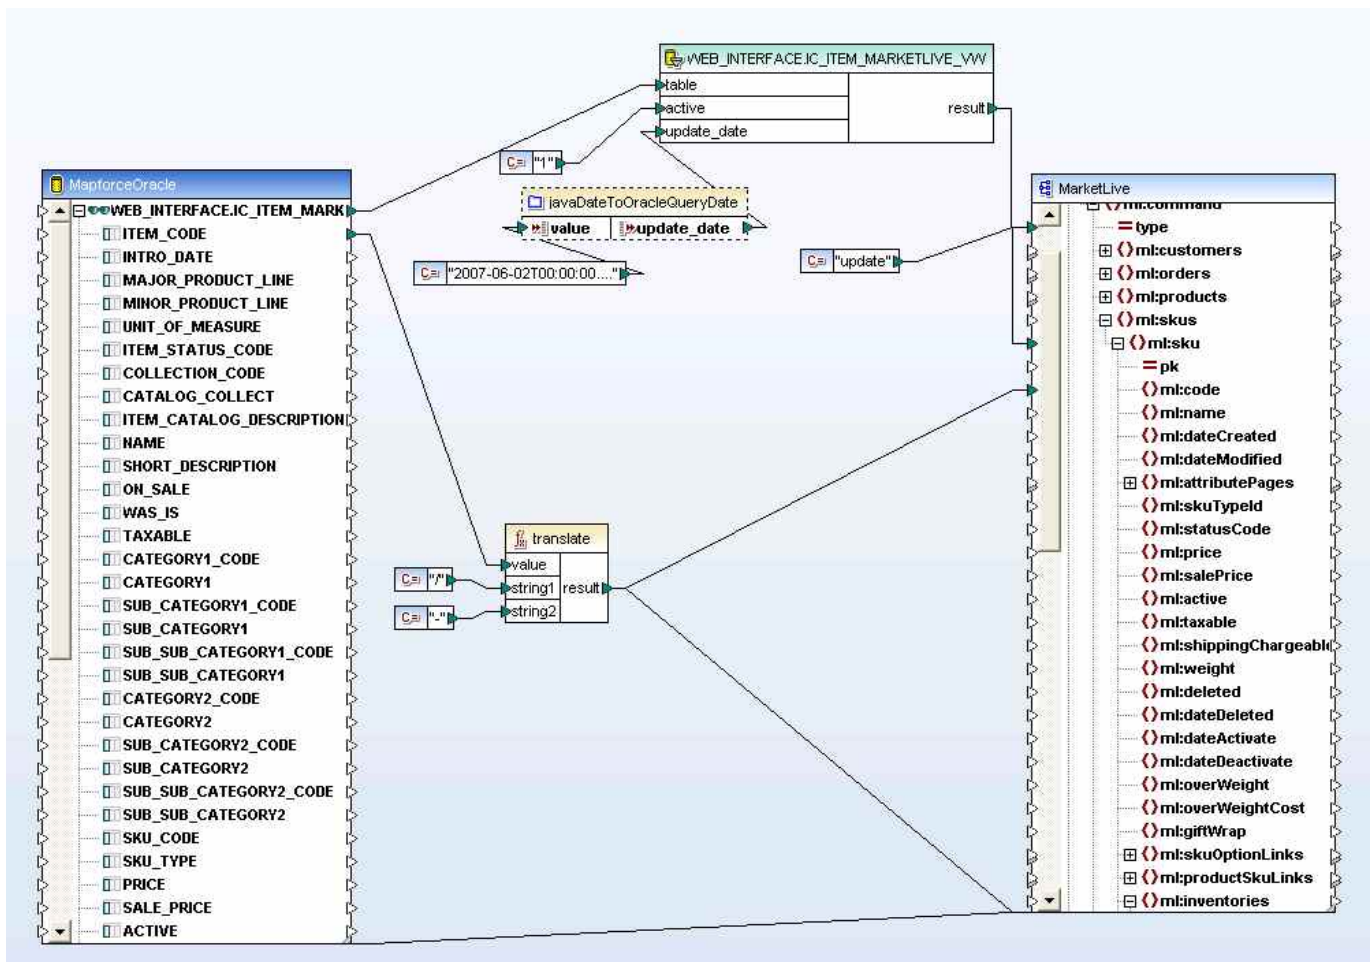 WEB_INTERFACE.IC_ITEM_MARKETLIVE_VW
table
active
result
update_date
C= "1"
MapforceOracle
WEB_INTERFACE.IC_ITEM_MARK
ITEM_CODE
INTRO_DATE
MAJOR_PRODUCT_LINE
MINOR_PRODUCT_LINE
UNIT_OF_MEASURE
ITEM_STATUS_CODE
COLLECTION_CODE
CATALOG_COLLECT
ITEM_CATALOG_DESCRIPTION
NAME
SHORT_DESCRIPTION
ON_SALE
WAS_IS
TAXABLE
CATEGORY1_CODE
CATEGORY1
SUB_CATEGORY1_CODE
SUB_CATEGORY1
SUB_SUB_CATEGORY1_CODE
SUB_SUB_CATEGORY1
CATEGORY2_CODE
CATEGORY2
SUB_CATEGORY2_CODE
SUB_CATEGORY2
SUB_SUB_CATEGORY2_CODE
SUB_SUB_CATEGORY2
SKU_CODE
SKU_TYPE
PRICE
SALE_PRICE
ACTIVE
javaDateToOracleQueryDate
value
update_date
C= "2007-06-02T00:00:00...."
C= "update"
translate
value
string1
result
string2
C= "/"
C= "-"
MarketLive
ml:command
type
ml:customers
ml:orders
ml:products
ml:skus
ml:sku
pk
ml:code
ml:name
ml:dateCreated
ml:dateModified
ml:attributePages
ml:skuTypeId
ml:statusCode
ml:price
ml:salePrice
ml:active
ml:taxable
ml:shippingChargeable
ml:weight
ml:deleted
ml:dateDeleted
ml:dateActivate
ml:dateDeactivate
ml:overWeight
ml:overWeightCost
ml:giftWrap
ml:skuOptionLinks
ml:productSkuLinks
ml:inventories